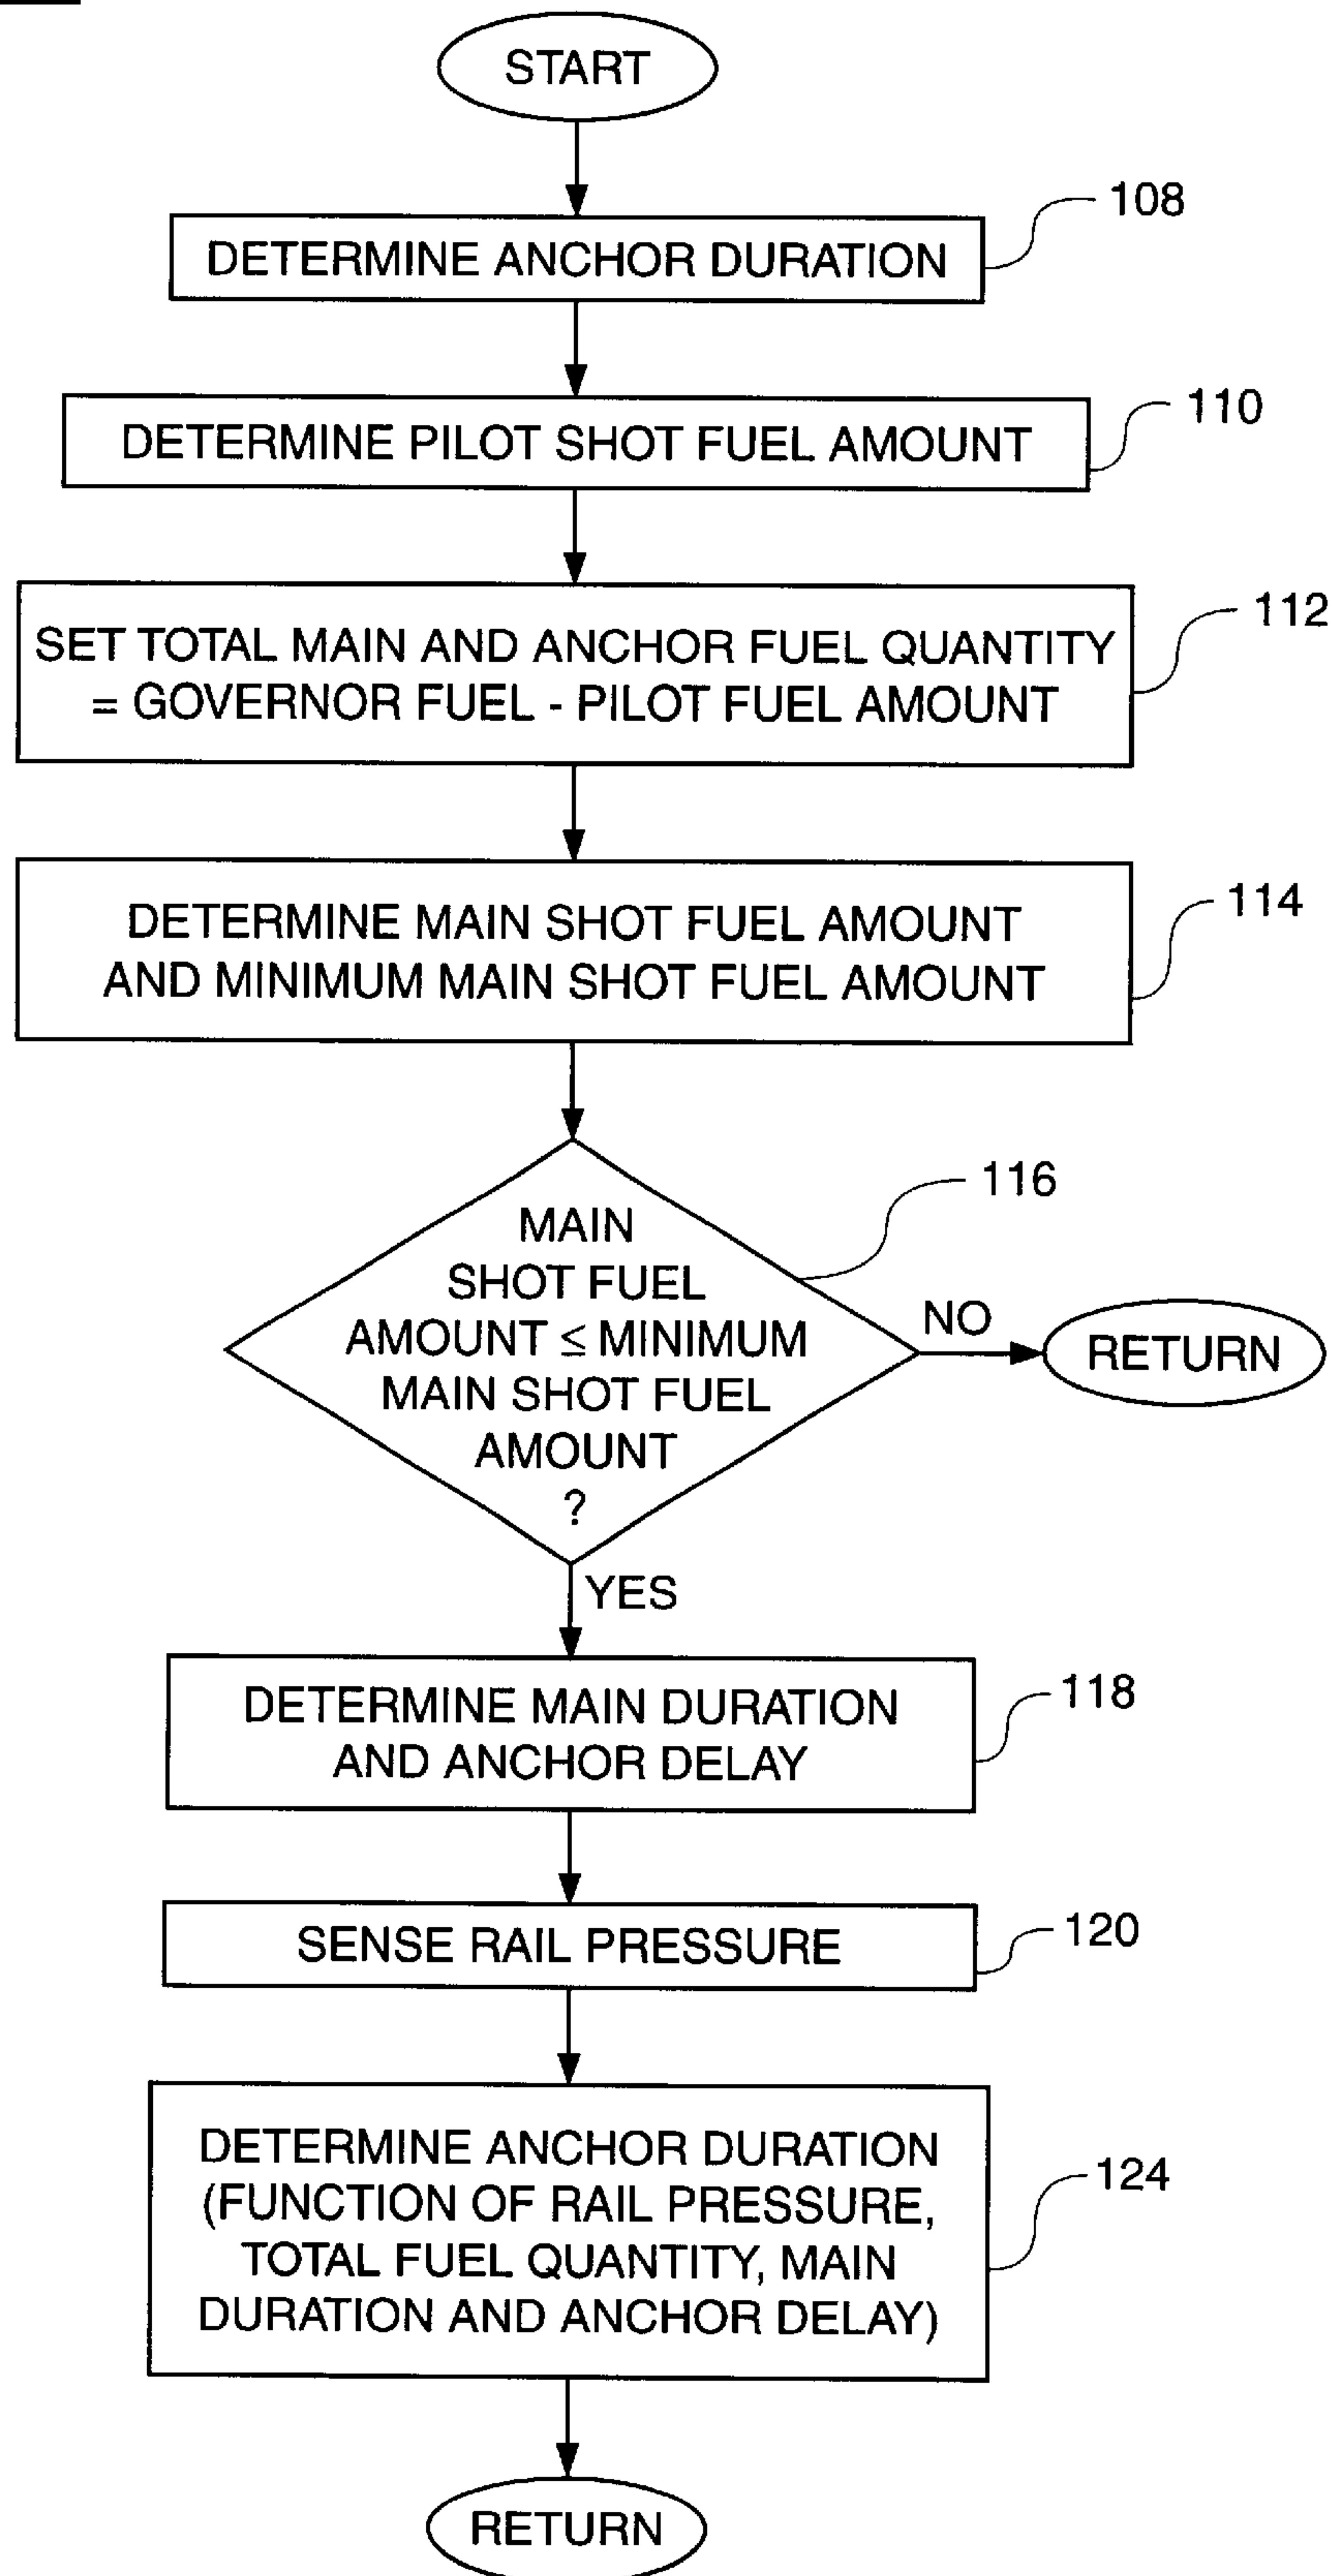 START
108
DETERMINE ANCHOR DURATION
110
DETERMINE PILOT SHOT FUEL AMOUNT
112
SET TOTAL MAIN AND ANCHOR FUEL QUANTITY
= GOVERNOR FUEL - PILOT FUEL AMOUNT
114
DETERMINE MAIN SHOT FUEL AMOUNT
AND MINIMUM MAIN SHOT FUEL AMOUNT
116
MAIN
SHOT FUEL
AMOUNT ≤ MINIMUM
MAIN SHOT FUEL
AMOUNT
?
NO
RETURN
YES
118
DETERMINE MAIN DURATION
AND ANCHOR DELAY
120
SENSE RAIL PRESSURE
124
DETERMINE ANCHOR DURATION
(FUNCTION OF RAIL PRESSURE,
TOTAL FUEL QUANTITY, MAIN
DURATION AND ANCHOR DELAY)
RETURN